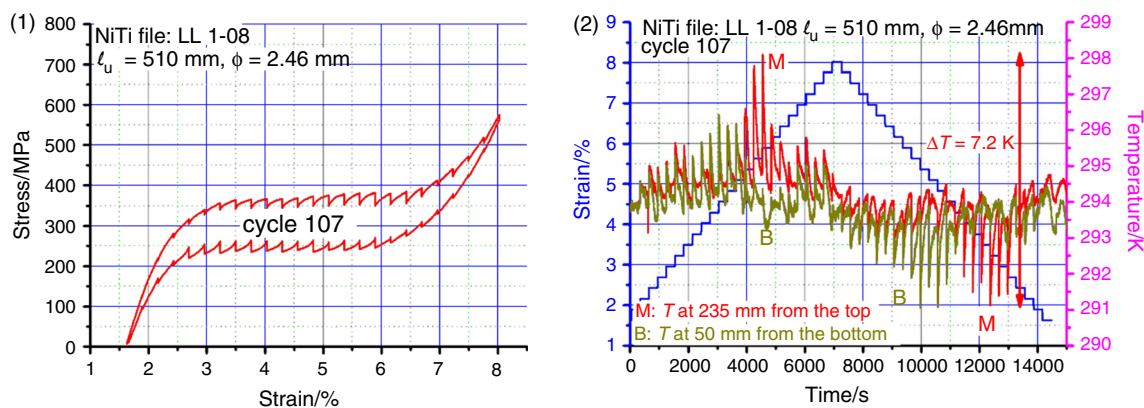 (1)
NiTi file: LL 1-08
ℓu = 510 mm, ϕ = 2.46 mm
cycle 107
Stress/MPa
800
700
600
500
400
300
200
100
0
1 2 3 4 5 6 7 8
Strain/%
(2)
NiTi file: LL 1-08 ℓu = 510 mm, ϕ = 2.46mm
cycle 107
M
ΔT = 7.2 K
B
B
M
M: T at 235 mm from the top
B: T at 50 mm from the bottom
Strain/%
9%
8
7
6
5
4
3
2
1
0 2000 4000 6000 8000 10000 12000 14000
Time/s
299
298
297
296
295
294
293
292
291
290
Temperature/K